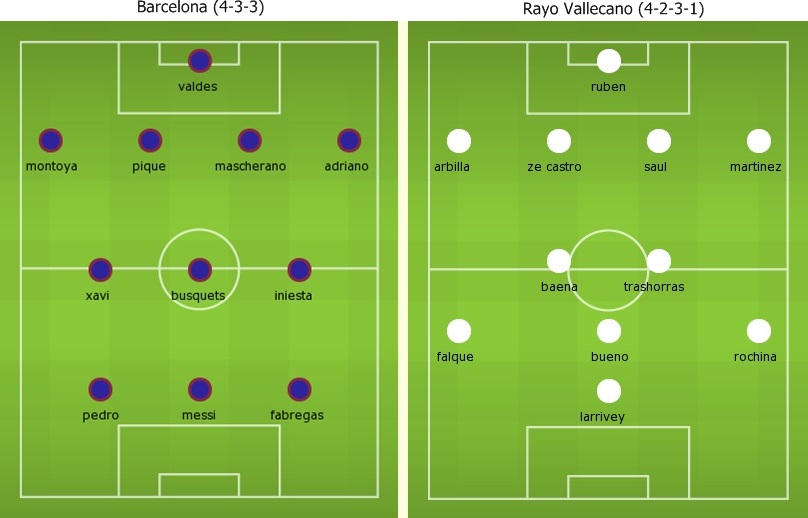 Barcelona (4-3-3)
valdes
montoya pique mascherano adriano
xavi busquets iniesta
pedro messi fabregas
Rayo Vallecano (4-2-3-1)
ruben
arbilla ze castro saul martinez
baena trashorras
falque bueno rochina
larrivey